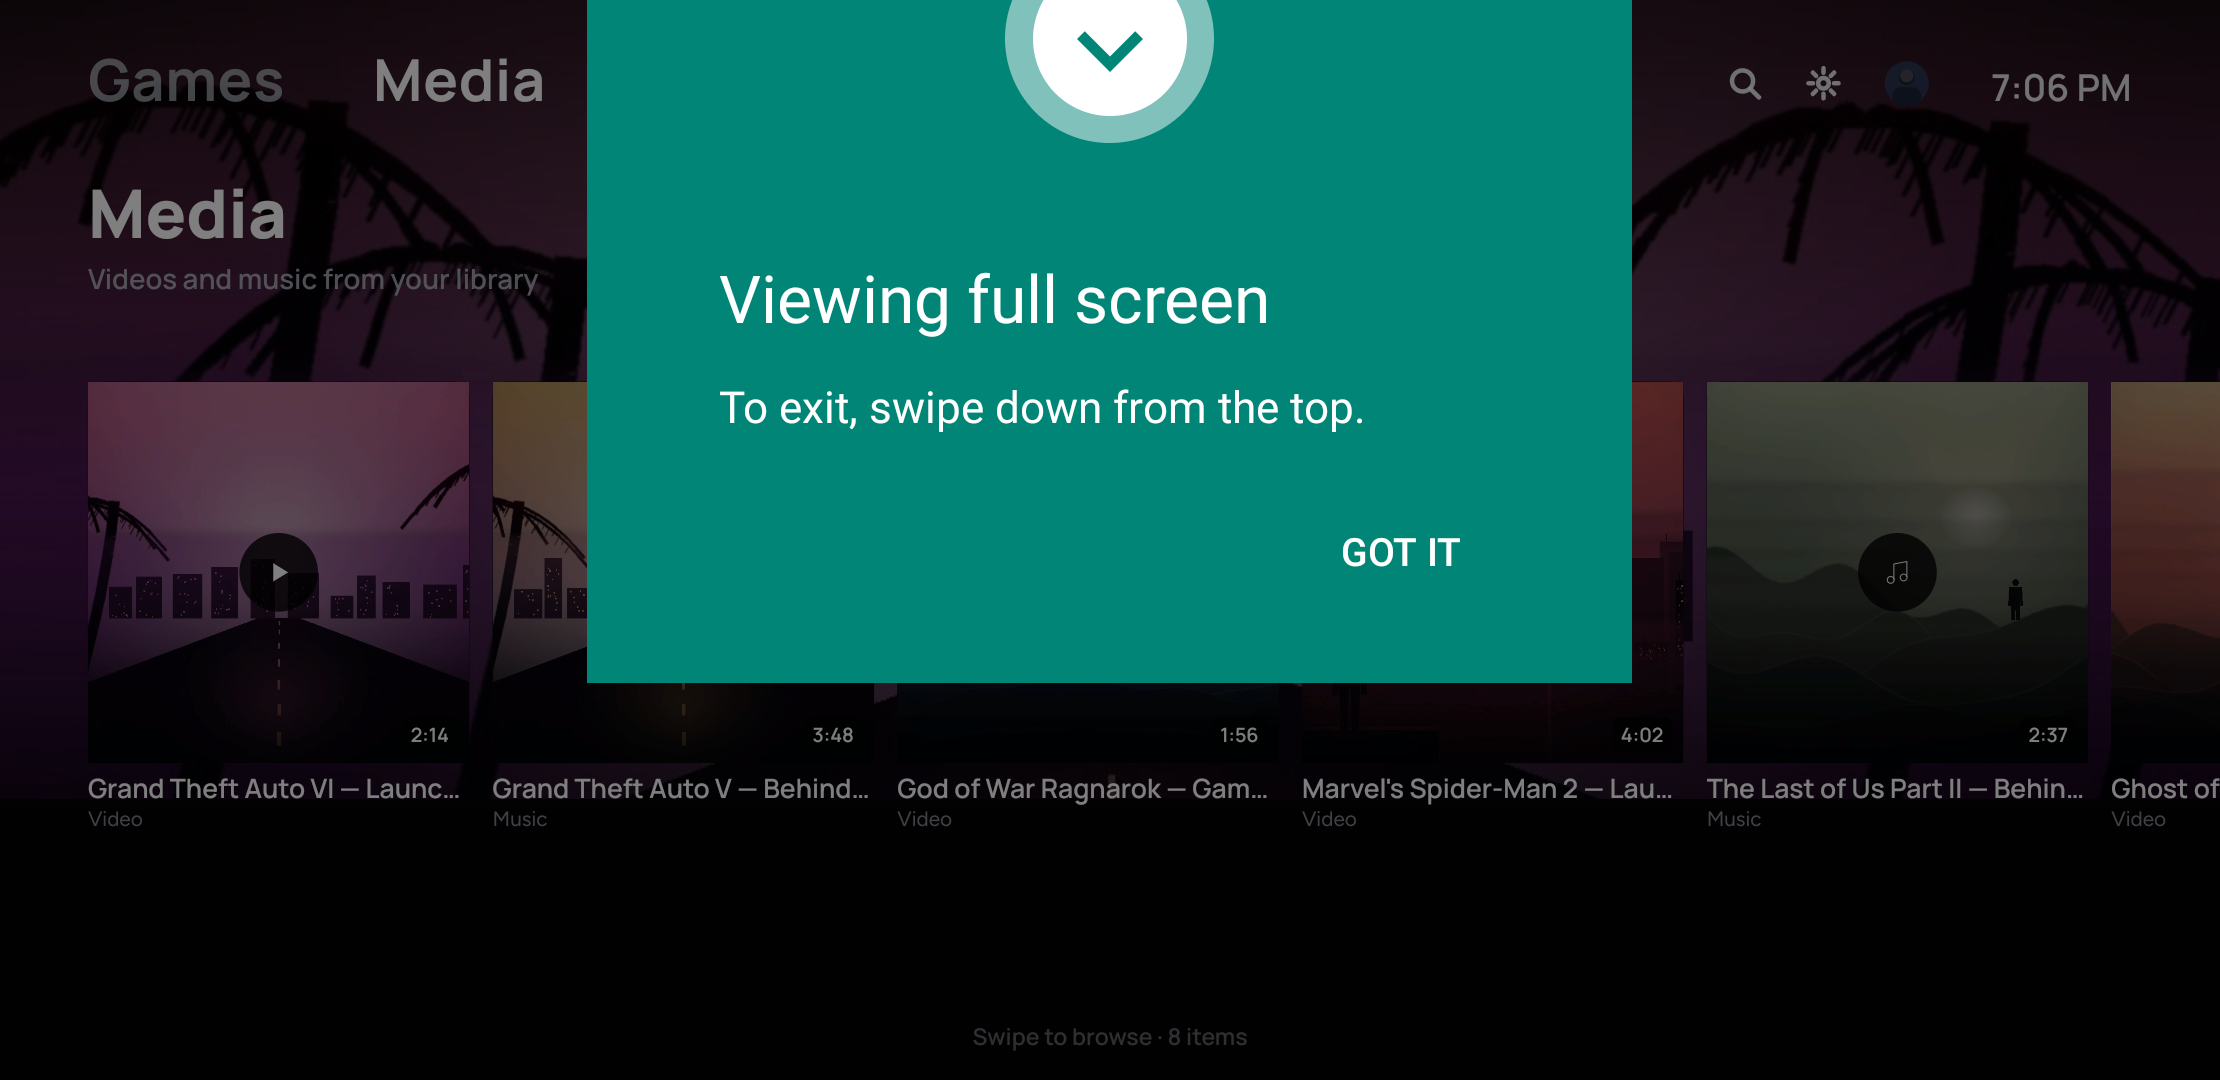 Games Media 7:06 PM
Media
Videos and music from your library
Viewing full screen
To exit, swipe down from the top.
GOT IT
2:14 3:48 1:56 4:02 2:37
Grand Theft Auto VI — Launc... Grand Theft Auto V — Behind... God of War Ragnarok — Gam... Marvel's Spider-Man 2 — Lau... The Last of Us Part II — Behin... Ghost of
Video Music Video Video Music Video
Swipe to browse · 8 items